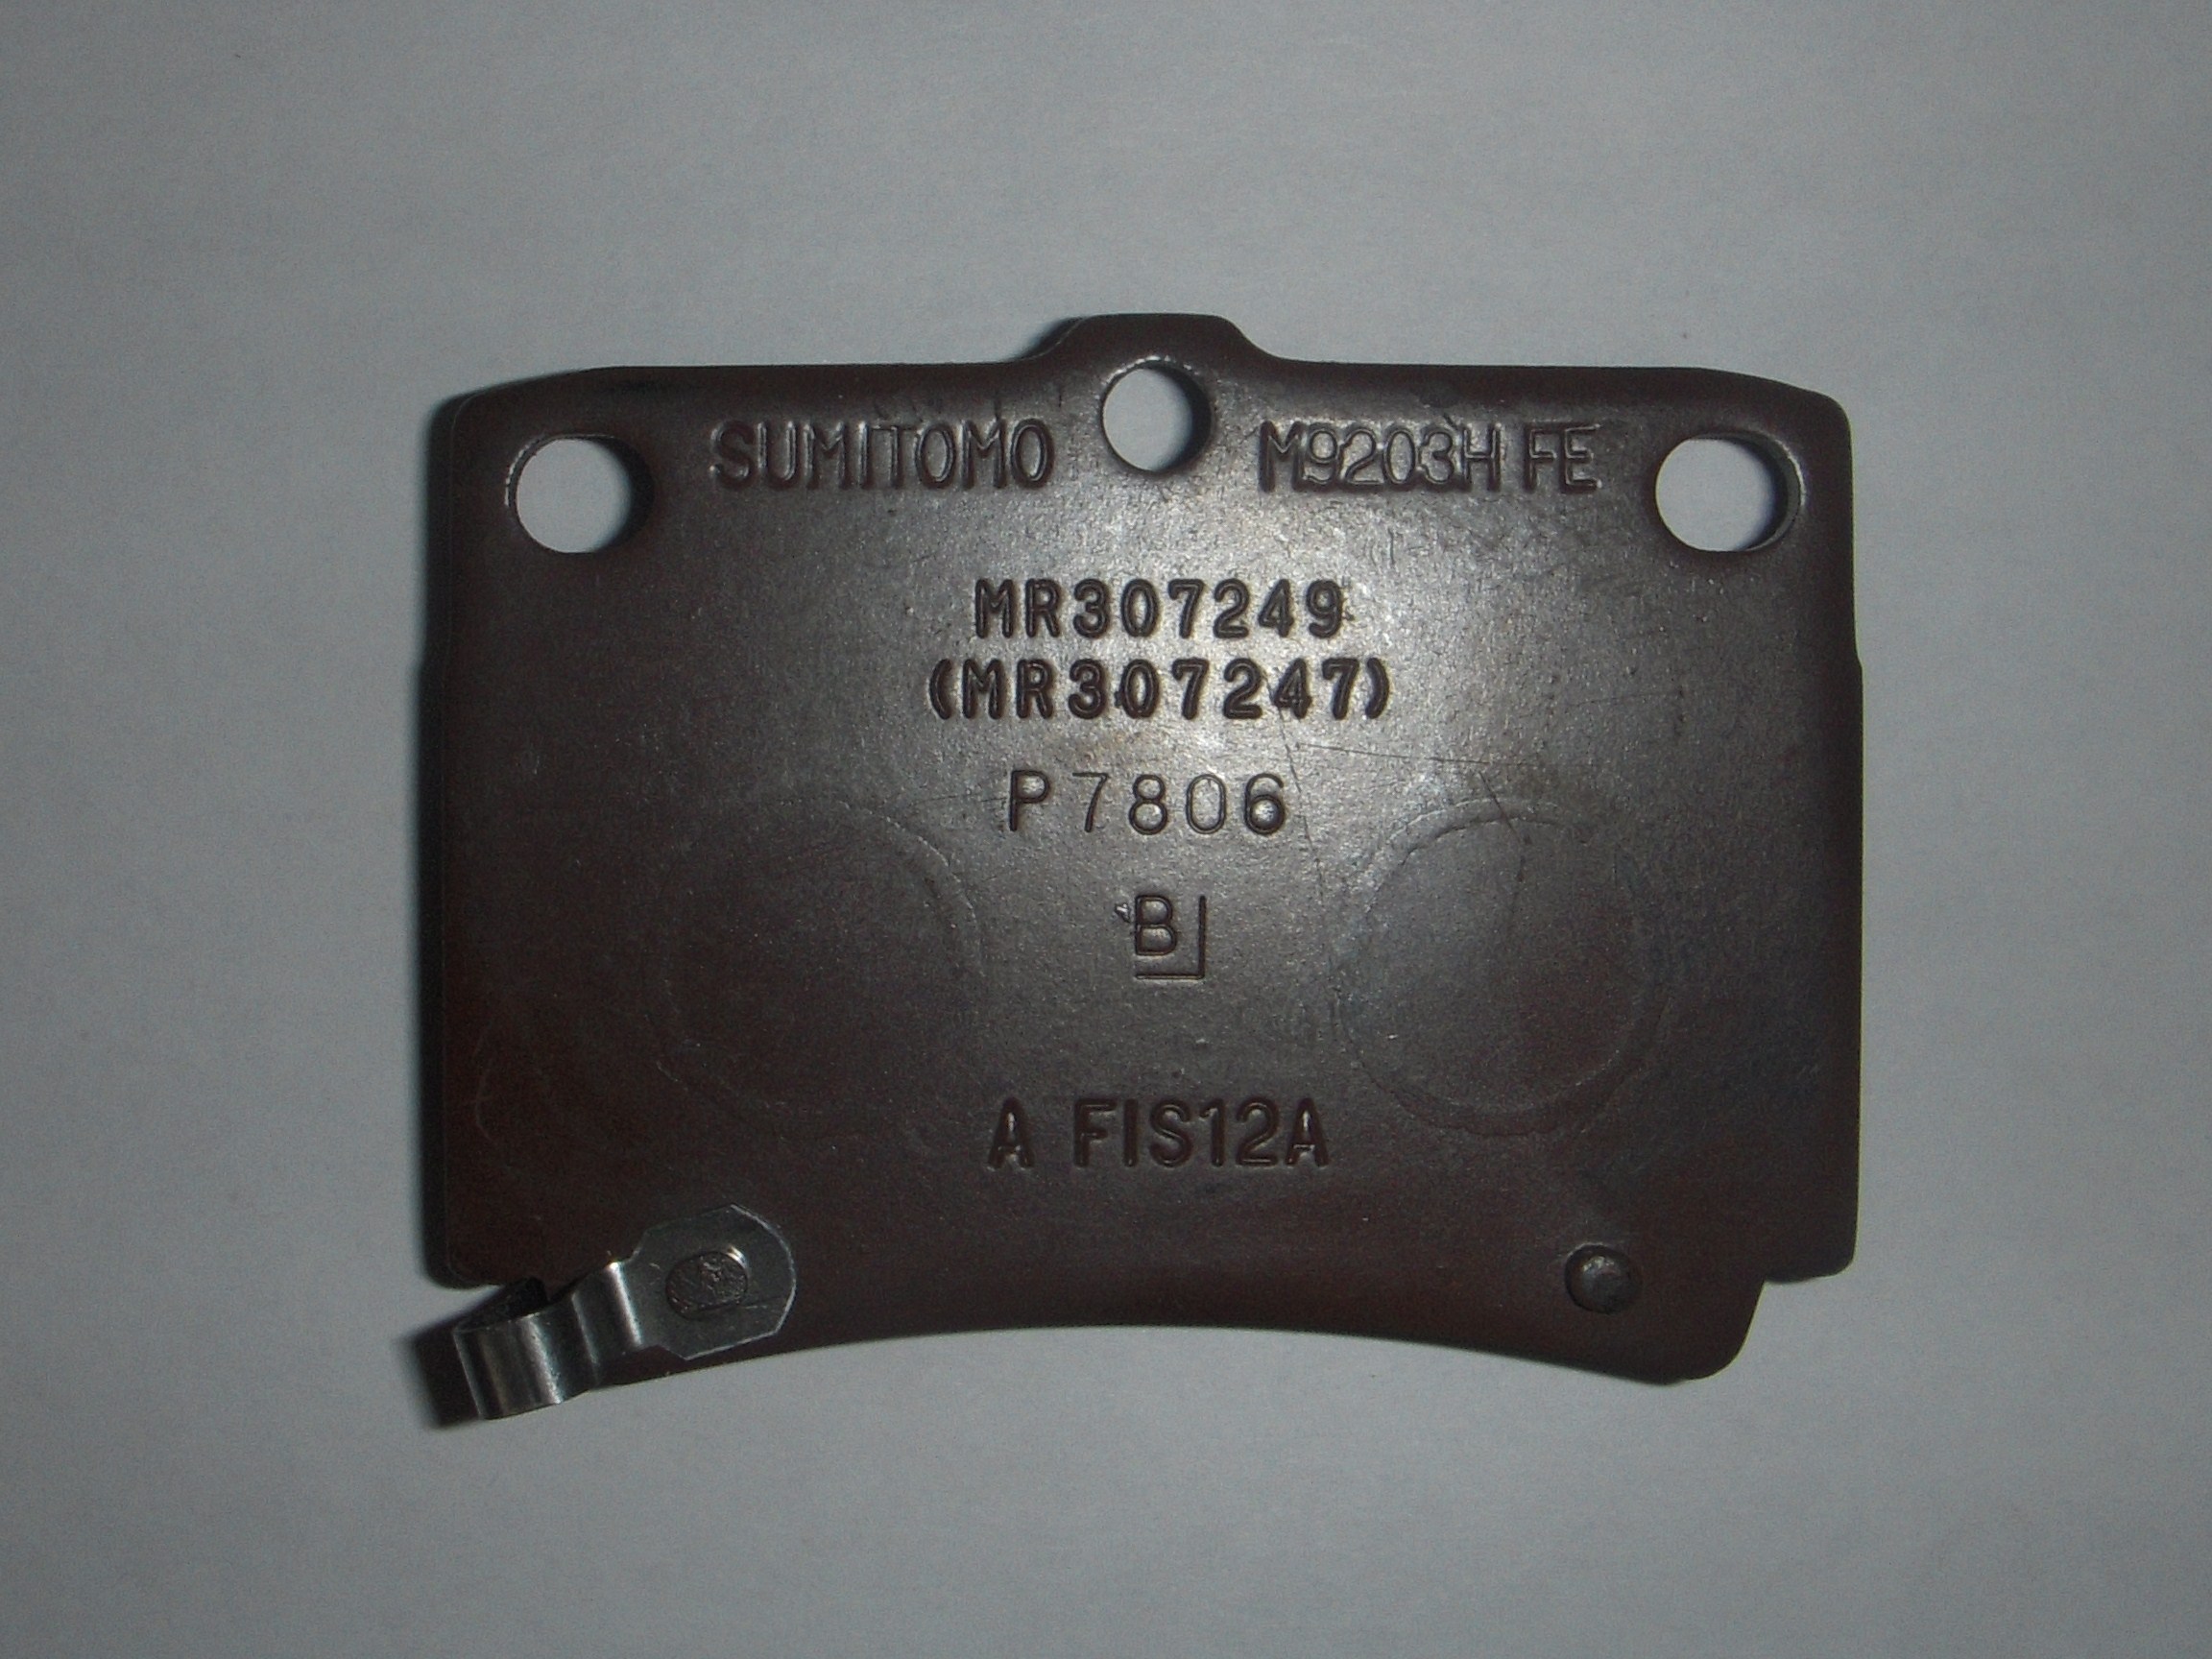 SUMITOMO M9203H FE
MR307249
(MR307247)
P7806
B
A FIS12A